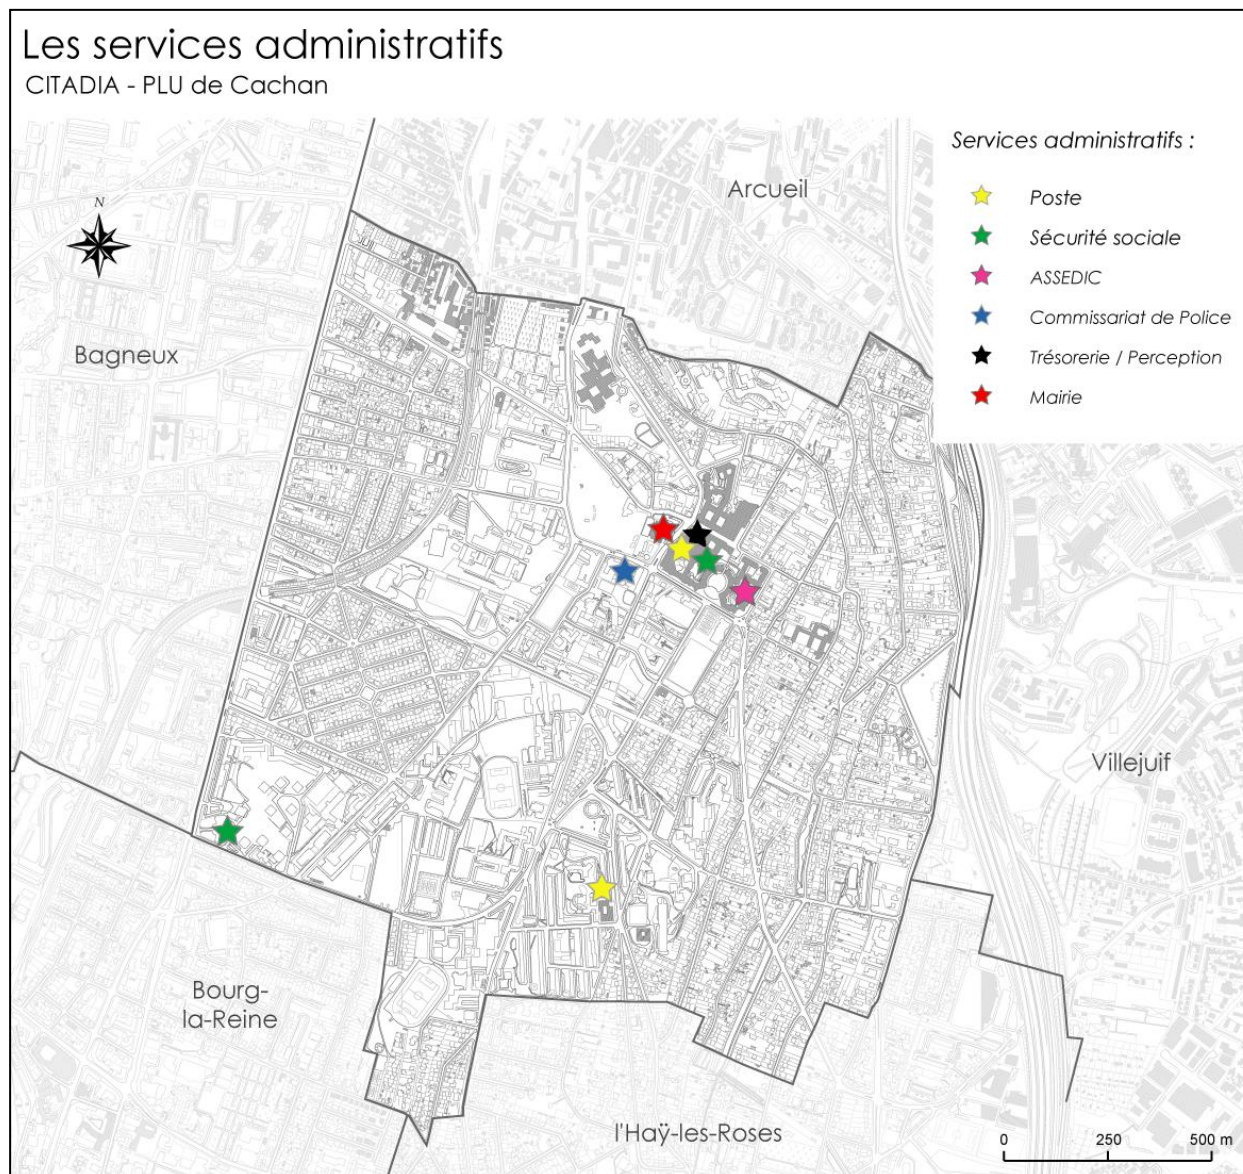 Les services administratifs
CITADIA - PLU de Cachan
Services administratifs :
Poste
Sécurité sociale
ASSEDIC
Commissariat de Police
Trésorerie / Perception
Mairie
N
Arcueil
Bagneux
Villejuif
Bourg-
la-Reine
l'Haÿ-les-Roses
0 250 500 m